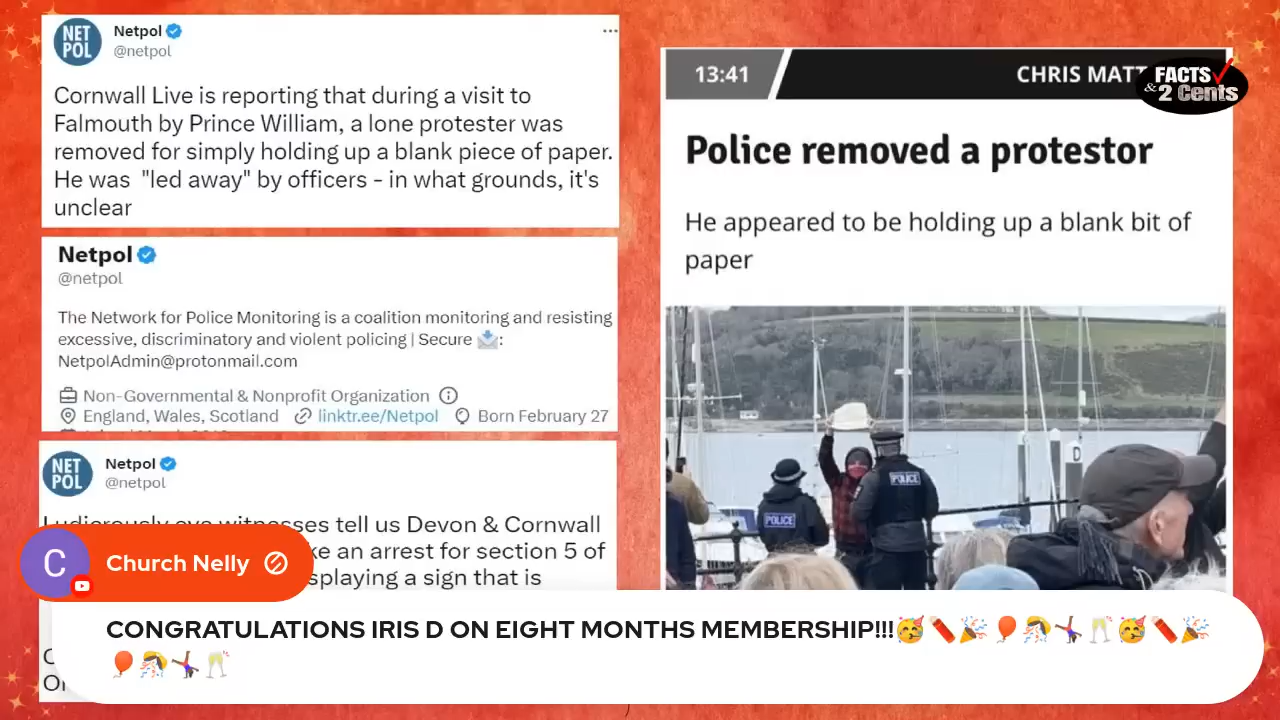 NET
POL
Netpol
@netpol
Cornwall Live is reporting that during a visit to
Falmouth by Prince William, a lone protester was
removed for simply holding up a blank piece of paper.
He was "led away" by officers - in what grounds, it's
unclear
Netpol
@netpol
The Network for Police Monitoring is a coalition monitoring and resisting
excessive, discriminatory and violent policing | Secure 📩:
NetpolAdmin@protonmail.com
Non-Governmental & Nonprofit Organization
England, Wales, Scotland linktr.ee/Netpol Born February 27
NET
POL
Netpol
@netpol
Ludicrously eye witnesses tell us Devon & Cornwall
an arrest for section 5 of
a sign that is
13:41
CHRIS MATT
FACTS
& 2 Cents
Police removed a protestor
He appeared to be holding up a blank bit of
paper
POLICE
POLICE
D
C
Church Nelly
CONGRATULATIONS IRIS D ON EIGHT MONTHS MEMBERSHIP!!!🥳🧨🎉🎈🎊🤸‍♀️🥂🥳🧨🎉
🎈🎊🤸‍♀️🥂